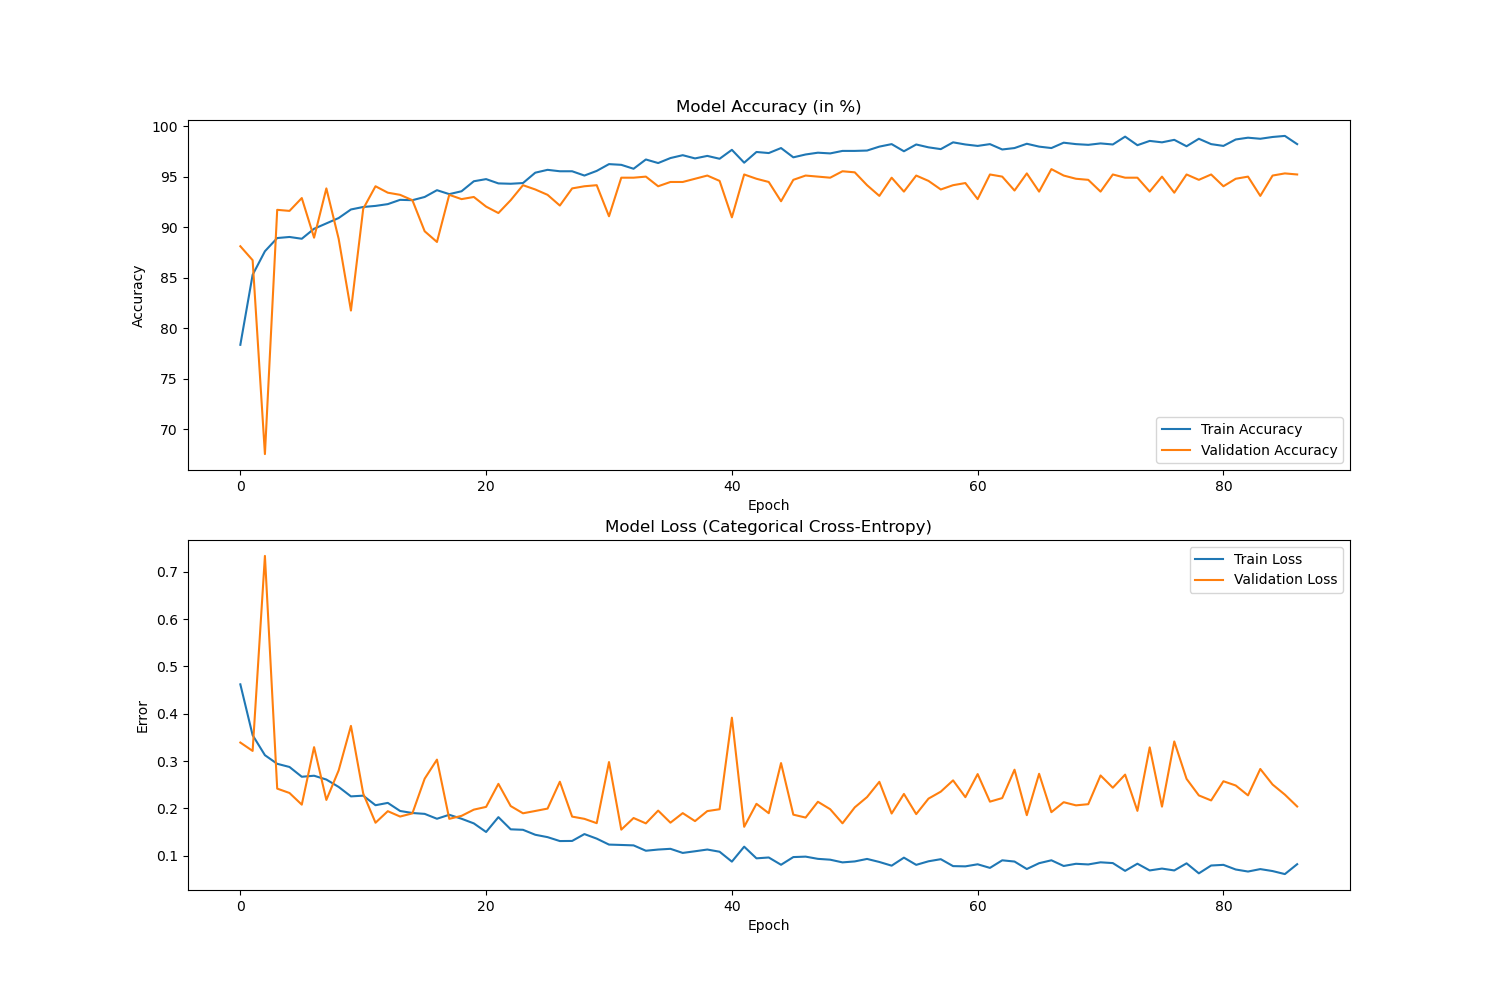 Model Accuracy (in %)
100
95
90
85
80
75
70
Accuracy
Train Accuracy
Validation Accuracy
0 20 40 60 80
Epoch
Model Loss (Categorical Cross-Entropy)
0.7
0.6
0.5
0.4
0.3
0.2
0.1
Error
Train Loss
Validation Loss
0 20 40 60 80
Epoch